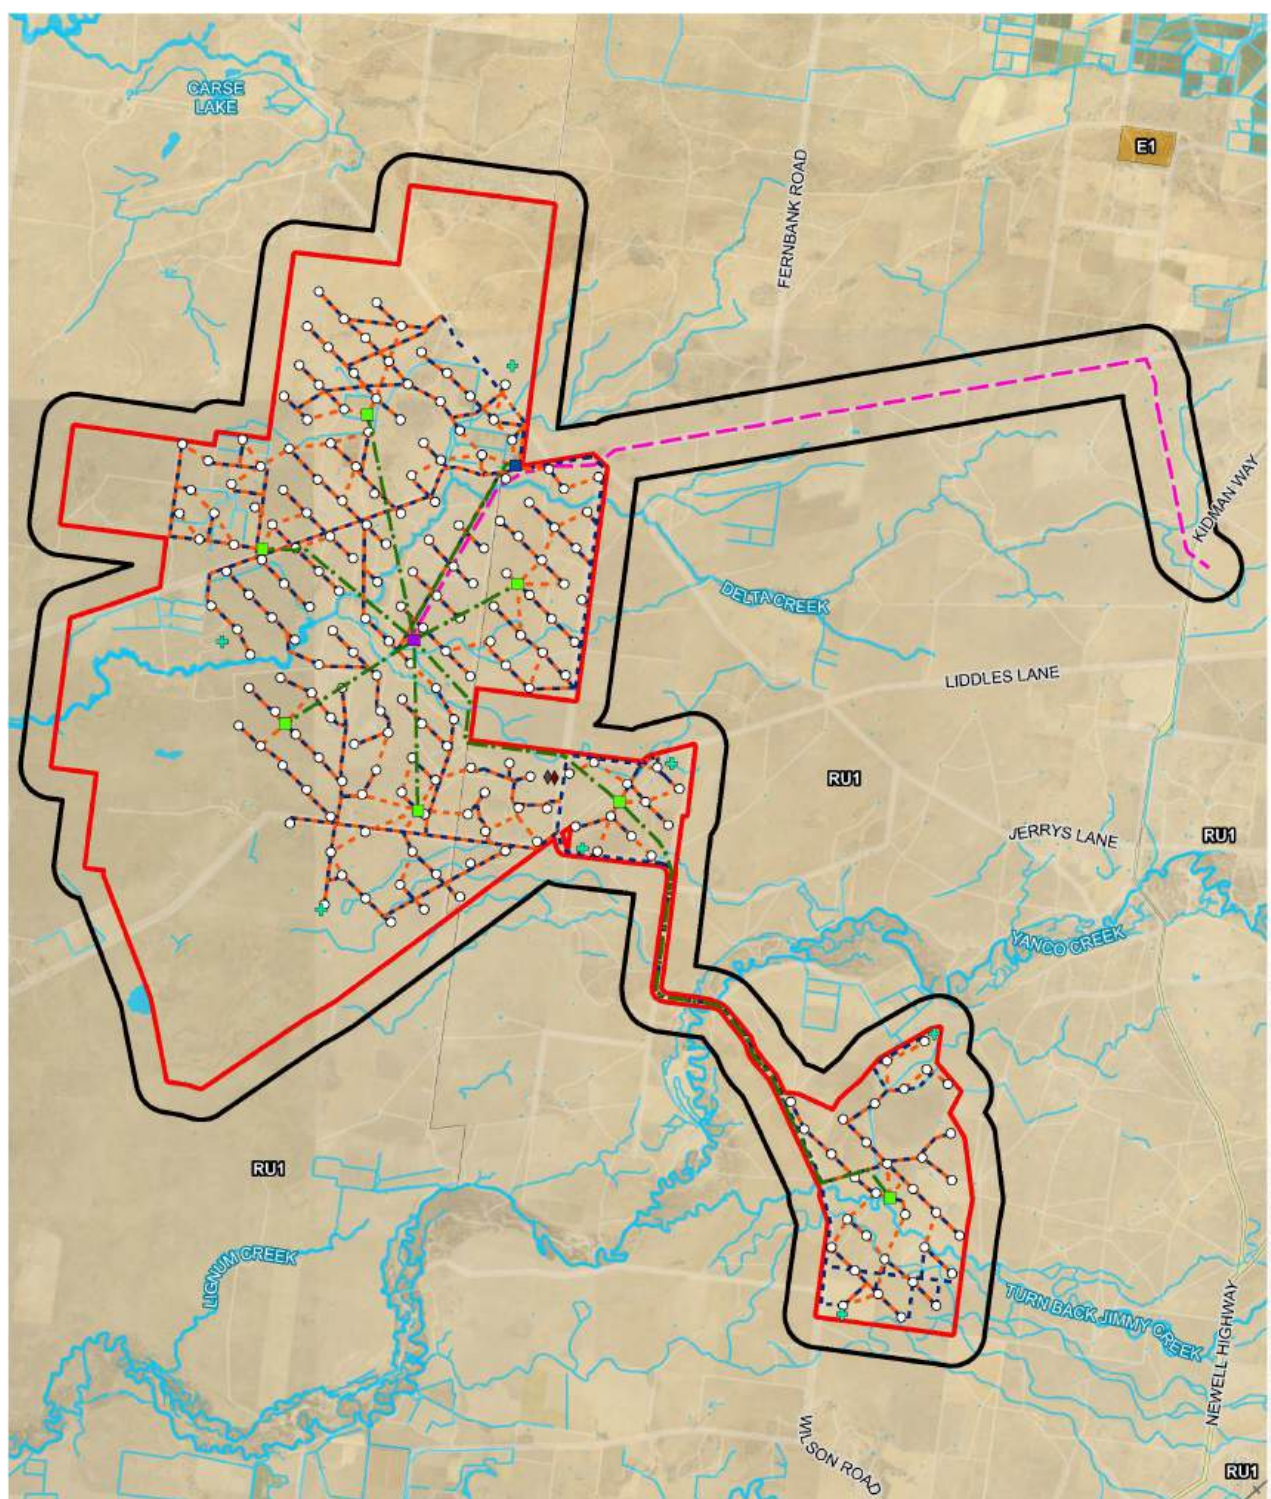 CARSE
LAKE
E1
FERNBANK ROAD
KIDMAN WAY
DELTA CREEK
LIDDLES LANE
RU1
JERRYS LANE
RU1
YANCO CREEK
RU1
LIGNUM CREEK
TURN BACK JIMMY CREEK
NEWELL HIGHWAY
WILSON ROAD
RU1